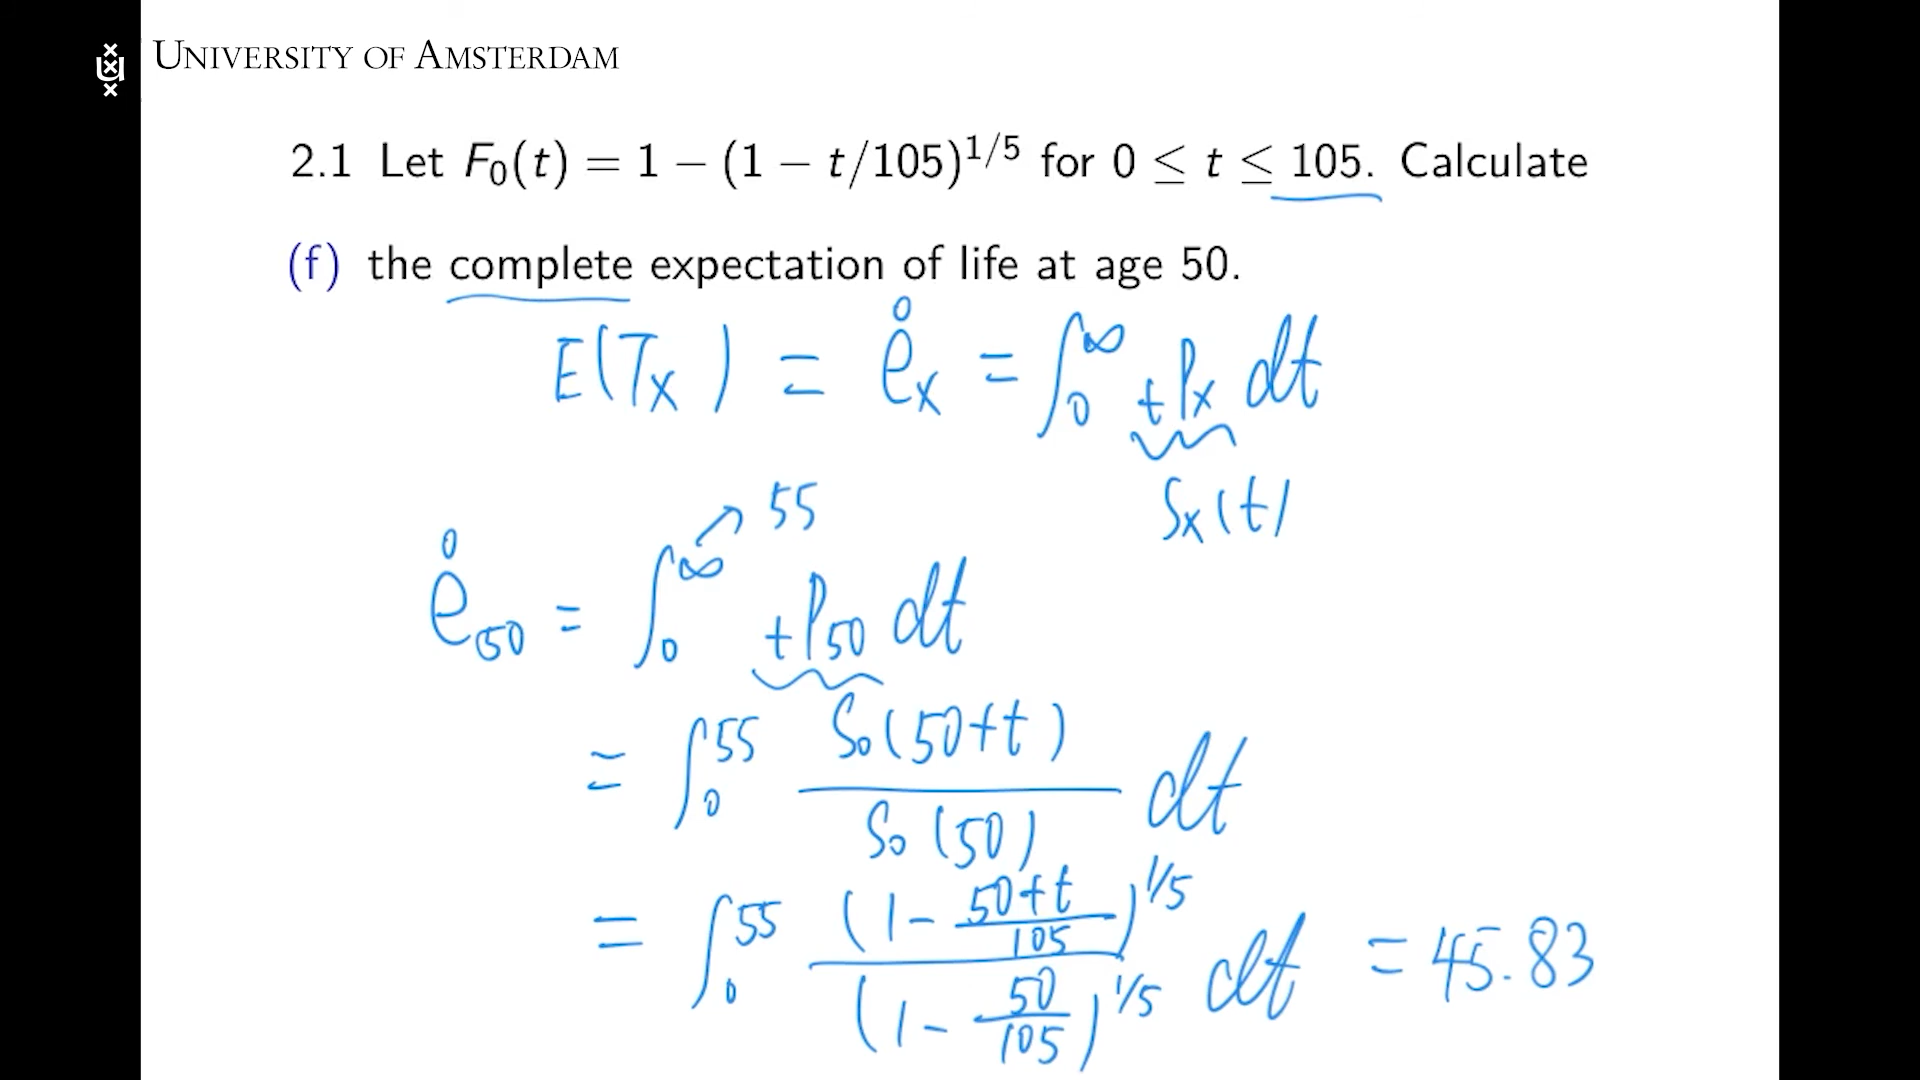 UNIVERSITY OF AMSTERDAM
2.1 Let F₀(t) = 1 − (1 − t/105)^{1/5} for 0 ≤ t ≤ 105. Calculate
(f) the complete expectation of life at age 50.
E(Tₓ) = e̊ₓ = ∫₀^∞ ₜpₓ dt
Sₓ(t)
55
e̊₅₀ = ∫₀^∞ ₜp₅₀ dt
= ∫₀^55 S₀(50+t) / S₀(50) dt
= ∫₀^55 (1 - 50+t/105)^{1/5} / (1 - 50/105)^{1/5} dt = 45.83